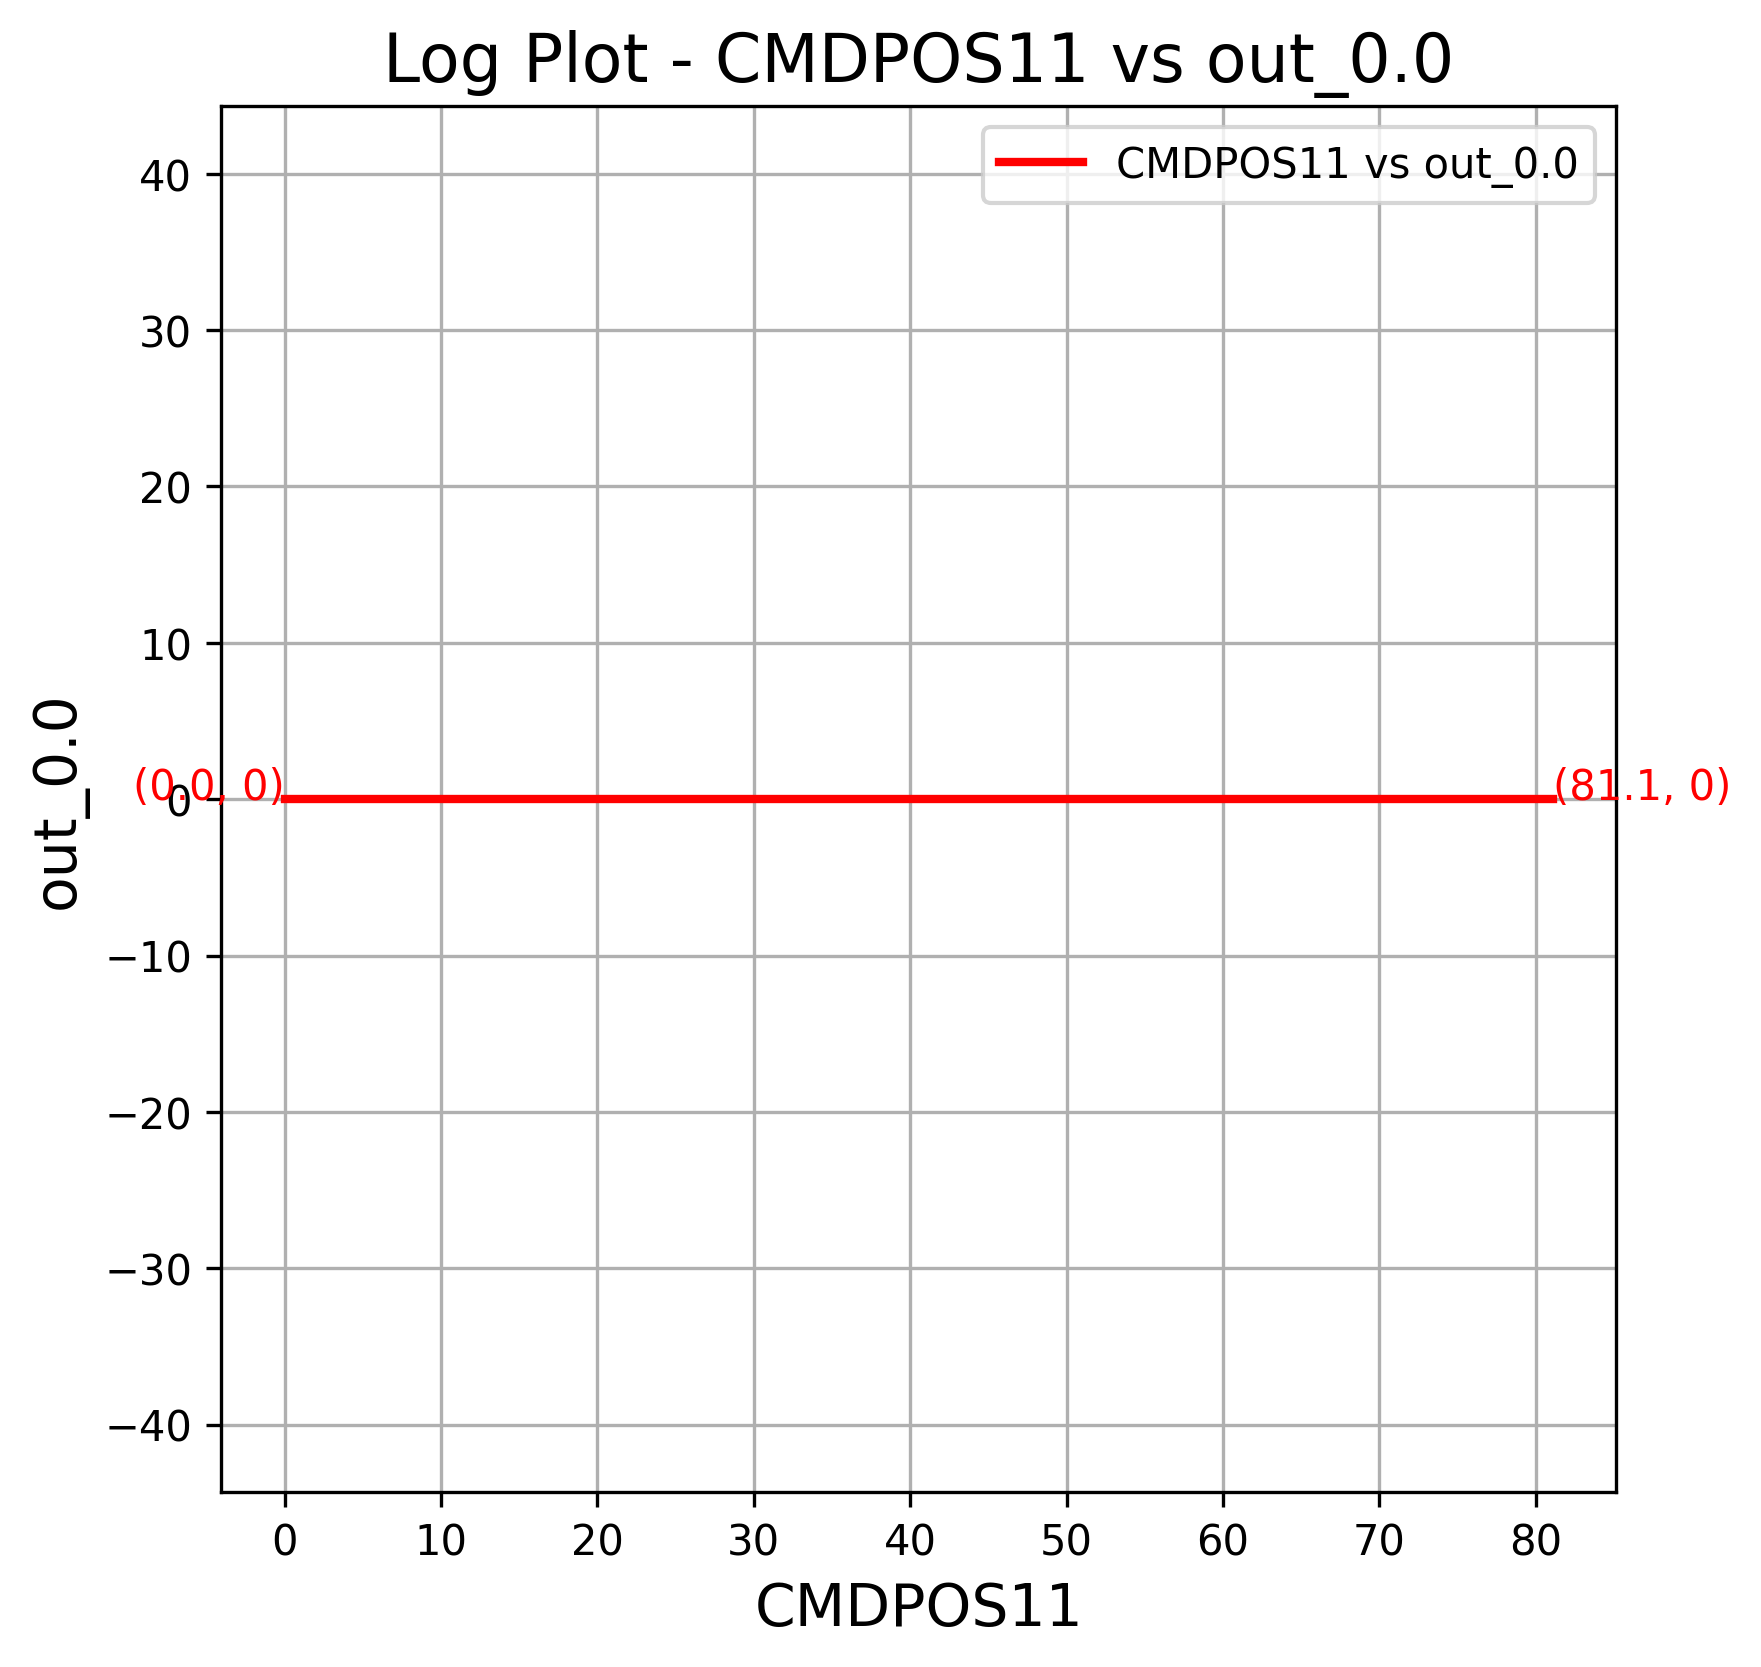 Log Plot - CMDPOS11 vs out_0.0
CMDPOS11 vs out_0.0
40
30
20
10
0
−10
−20
−30
−40
out_0.0
(0.0, 0)
(81.1, 0)
0 10 20 30 40 50 60 70 80
CMDPOS11